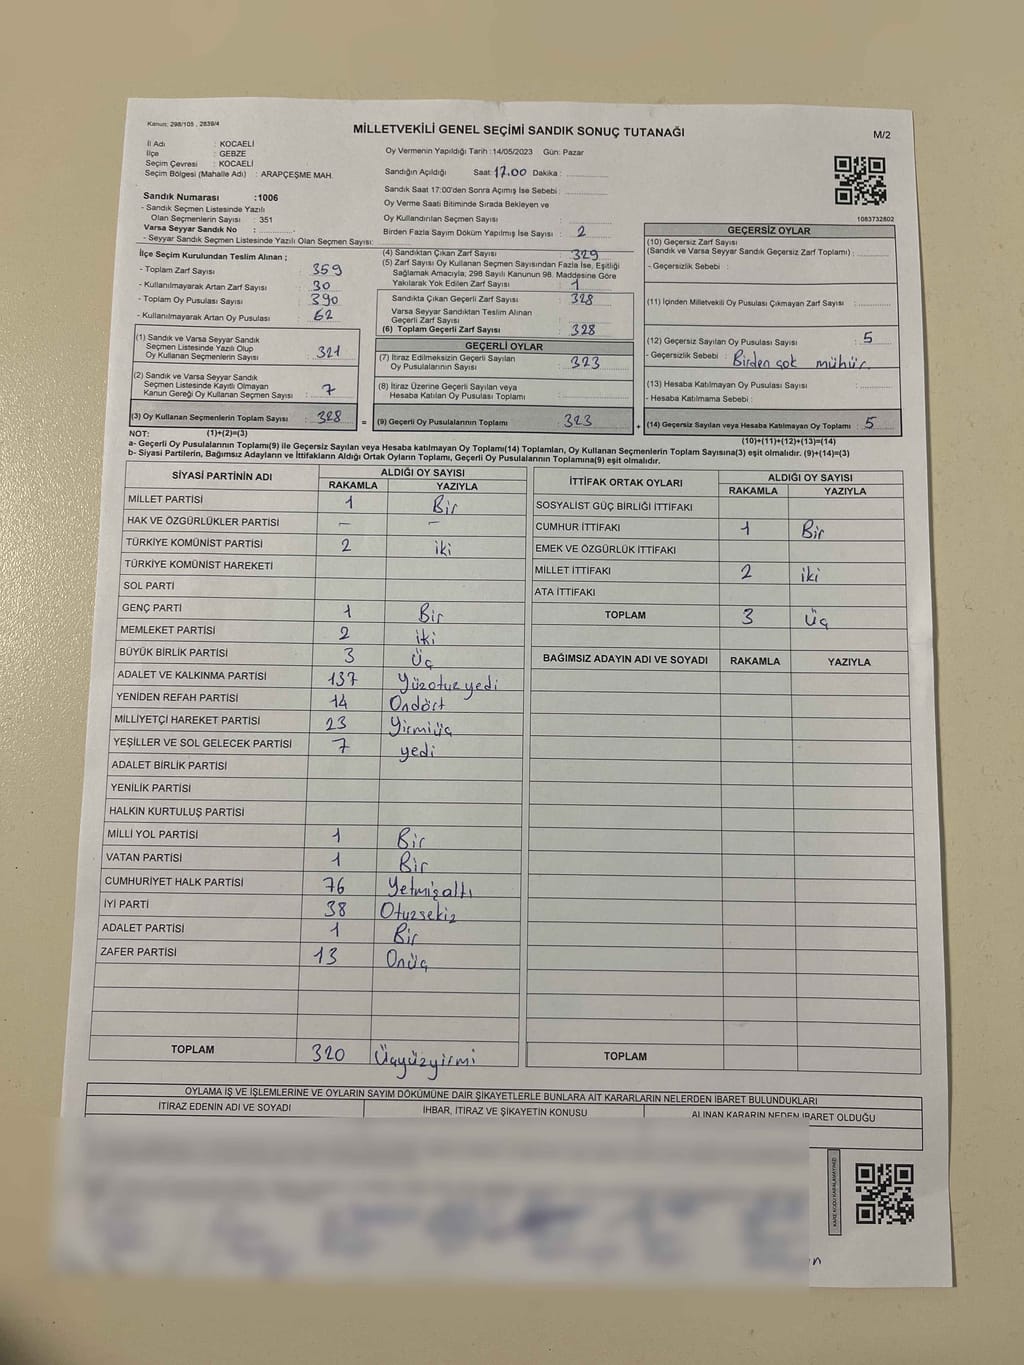 Kanun: 298/105 , 2839/4
MİLLETVEKİLİ GENEL SEÇİMİ SANDIK SONUÇ TUTANAĞI
M/2
İl Adı : KOCAELİ
İlçe : GEBZE
Seçim Çevresi : KOCAELİ
Seçim Bölgesi (Mahalle Adı) : ARAPÇEŞME MAH.
Sandık Numarası :1006
- Sandık Seçmen Listesinde Yazılı
Olan Seçmenlerin Sayısı : 351
Varsa Seyyar Sandık No :
- Seyyar Sandık Seçmen Listesinde Yazılı Olan Seçmen Sayısı:
Oy Vermenin Yapıldığı Tarih :14/05/2023 Gün: Pazar
Sandığın Açıldığı Saat 17.00 Dakika :
Sandık Saat 17:00'den Sonra Açımış İse Sebebi :
Oy Verme Saati Bitiminde Sırada Bekleyen ve
Oy Kullandırılan Seçmen Sayısı :
Birden Fazla Sayım Döküm Yapılmış İse Sayısı : 2
1083732802
İlçe Seçim Kurulundan Teslim Alınan ;
- Toplam Zarf Sayısı : 359
- Kullanılmayarak Artan Zarf Sayısı : 30
- Toplam Oy Pusulası Sayısı : 390
- Kullanılmayarak Artan Oy Pusulası : 62
(1) Sandık ve Varsa Seyyar Sandık
Seçmen Listesinde Yazılı Olup
Oy Kullanan Seçmenlerin Sayısı : 321
(2) Sandık ve Varsa Seyyar Sandık
Seçmen Listesinde Kayıtlı Olmayan
Kanun Gereği Oy Kullanan Seçmen Sayısı : 7
(3) Oy Kullanan Seçmenlerin Toplam Sayısı : 328
(4) Sandıktan Çıkan Zarf Sayısı : 329
(5) Zarf Sayısı Oy Kullanan Seçmen Sayısından Fazla İse, Eşitliği
Sağlamak Amacıyla; 298 Sayılı Kanunun 98. Maddesine Göre
Yakılarak Yok Edilen Zarf Sayısı : 1
Sandıkta Çıkan Geçerli Zarf Sayısı : 328
Varsa Seyyar Sandıktan Teslim Alınan
Geçerli Zarf Sayısı :
(6) Toplam Geçerli Zarf Sayısı : 328
GEÇERLİ OYLAR
(7) İtiraz Edilmeksizin Geçerli Sayılan
Oy Pusulalarının Sayısı : 323
(8) İtiraz Üzerine Geçerli Sayılan veya
Hesaba Katılan Oy Pusulası Toplamı :
= (9) Geçerli Oy Pusulalarının Toplamı : 323
GEÇERSİZ OYLAR
(10) Geçersiz Zarf Sayısı
(Sandık ve Varsa Seyyar Sandık Geçersiz Zarf Toplamı) :
- Geçersizlik Sebebi :
(11) İçinden Milletvekili Oy Pusulası Çıkmayan Zarf Sayısı :
(12) Geçersiz Sayılan Oy Pusulası Sayısı : 5
- Geçersizlik Sebebi : Birden çok mühür.
(13) Hesaba Katılmayan Oy Pusulası Sayısı :
- Hesaba Katılmama Sebebi :
+ (14) Geçersiz Sayılan veya Hesaba Katılmayan Oy Toplamı : 5
NOT: (1)+(2)=(3)
(10)+(11)+(12)+(13)=(14)
a- Geçerli Oy Pusulalarının Toplamı(9) ile Geçersiz Sayılan veya Hesaba katılmayan Oy Toplamı(14) Toplamları, Oy Kullanan Seçmenlerin Toplam Sayısına(3) eşit olmalıdır. (9)+(14)=(3)
b- Siyasi Partilerin, Bağımsız Adayların ve İttifakların Aldığı Ortak Oyların Toplamı, Geçerli Oy Pusulalarının Toplamına(9) eşit olmalıdır.
SİYASİ PARTİNİN ADI ALDIĞI OY SAYISI
RAKAMLA YAZIYLA
MİLLET PARTİSİ 1 Bir
HAK VE ÖZGÜRLÜKLER PARTİSİ – –
TÜRKİYE KOMÜNİST PARTİSİ 2 iki
TÜRKİYE KOMÜNİST HAREKETİ
SOL PARTİ
GENÇ PARTİ 1 Bir
MEMLEKET PARTİSİ 2 iki
BÜYÜK BİRLİK PARTİSİ 3 Üç
ADALET VE KALKINMA PARTİSİ 137 Yüzotuzyedi
YENİDEN REFAH PARTİSİ 14 Ondört
MİLLİYETÇİ HAREKET PARTİSİ 23 Yirmiüç
YEŞİLLER VE SOL GELECEK PARTİSİ 7 yedi
ADALET BİRLİK PARTİSİ
YENİLİK PARTİSİ
HALKIN KURTULUŞ PARTİSİ
MİLLİ YOL PARTİSİ 1 Bir
VATAN PARTİSİ 1 Bir
CUMHURİYET HALK PARTİSİ 76 Yetmişaltı
İYİ PARTİ 38 Otuzsekiz
ADALET PARTİSİ 1 Bir
ZAFER PARTİSİ 13 Onüç
TOPLAM 320 Üçyüzyirmi
İTTİFAK ORTAK OYLARI ALDIĞI OY SAYISI
RAKAMLA YAZIYLA
SOSYALİST GÜÇ BİRLİĞİ İTTİFAKI
CUMHUR İTTİFAKI 1 Bir
EMEK VE ÖZGÜRLÜK İTTİFAKI
MİLLET İTTİFAKI 2 iki
ATA İTTİFAKI
TOPLAM 3 Üç
BAĞIMSIZ ADAYIN ADI VE SOYADI RAKAMLA YAZIYLA
TOPLAM
OYLAMA İŞ VE İŞLEMLERİNE VE OYLARIN SAYIM DÖKÜMÜNE DAİR ŞİKAYETLERLE BUNLARA AİT KARARLARIN NELERDEN İBARET BULUNDUKLARI
İTİRAZ EDENİN ADI VE SOYADI İHBAR, İTİRAZ VE ŞİKAYETİN KONUSU ALINAN KARARIN NEDEN İBARET OLDUĞU
KARE KODU KARALAMAYINIZ